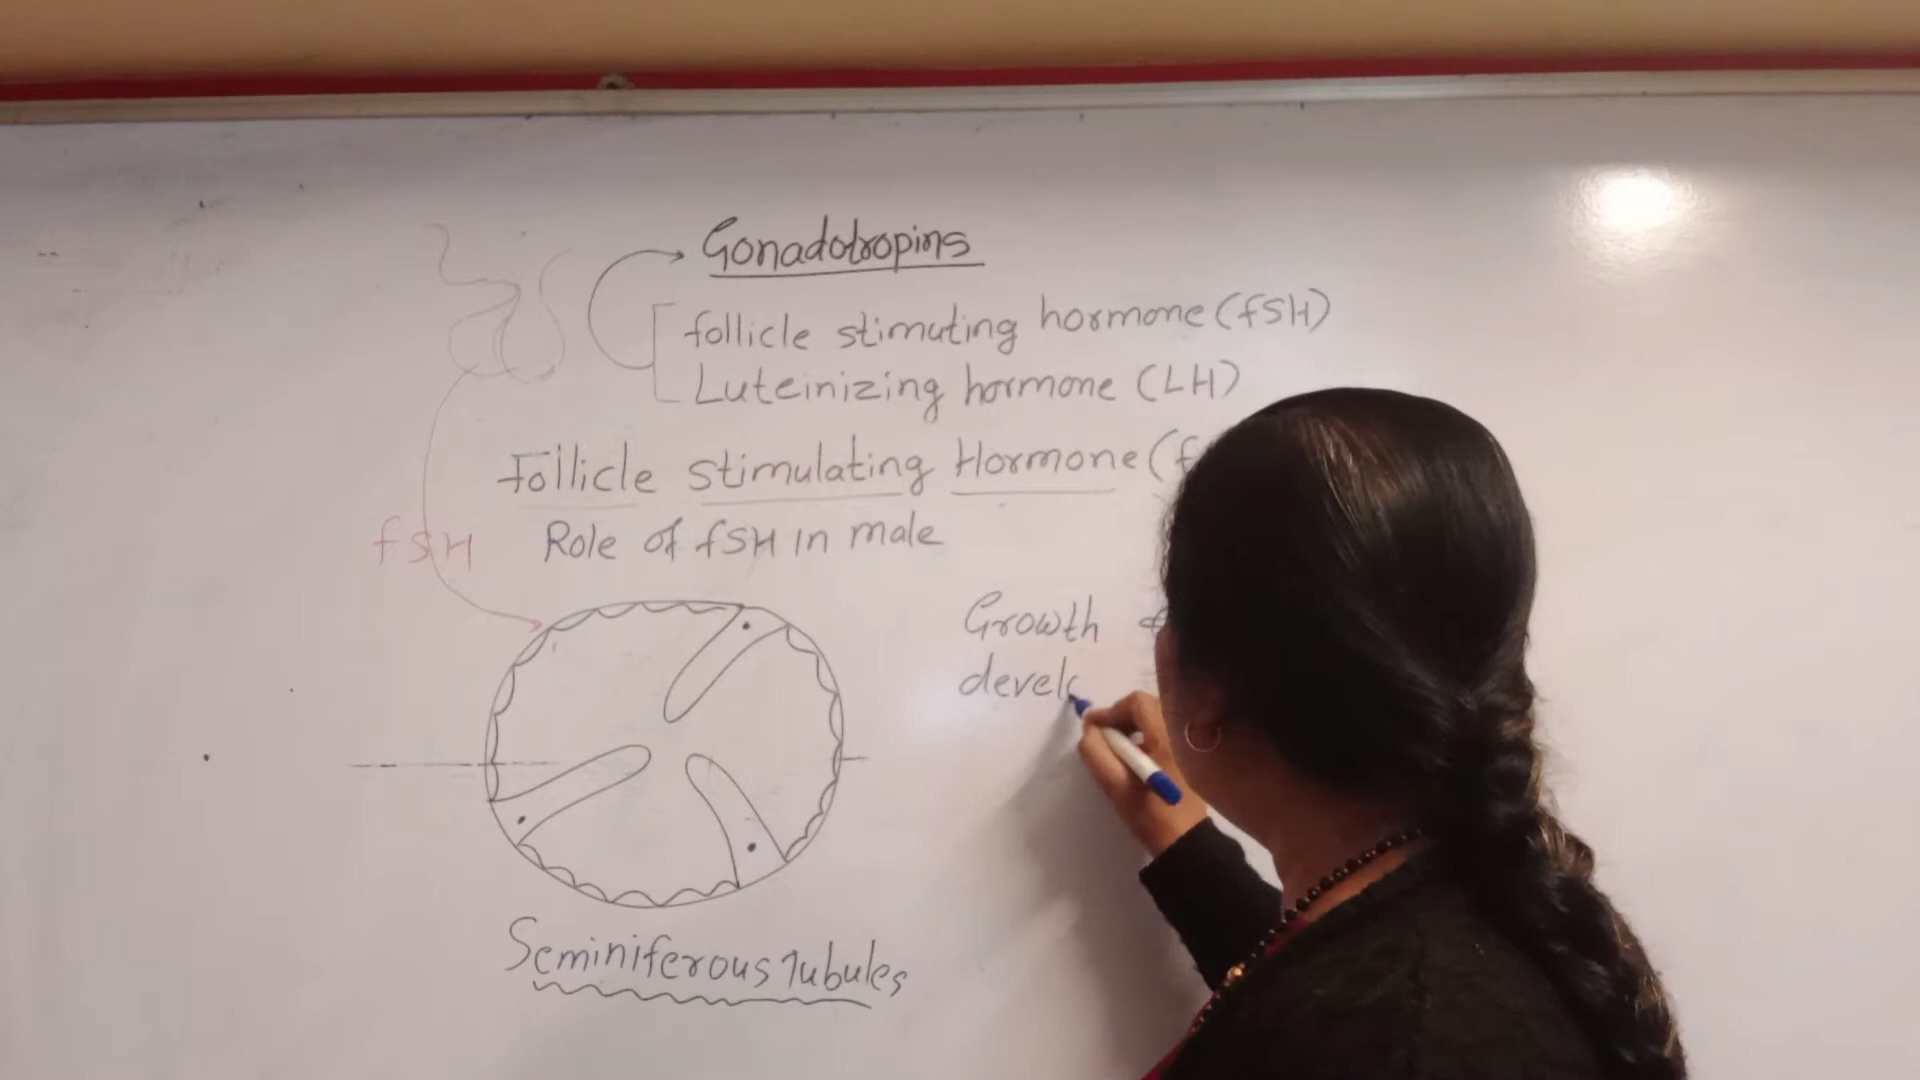 Gonadotropins
follicle stimuting hormone (fSH)
Luteinizing hormone (LH)
Follicle stimulating Hormone (f
fSH
Role of fSH in male
Growth &
develo
Seminiferous Tubules